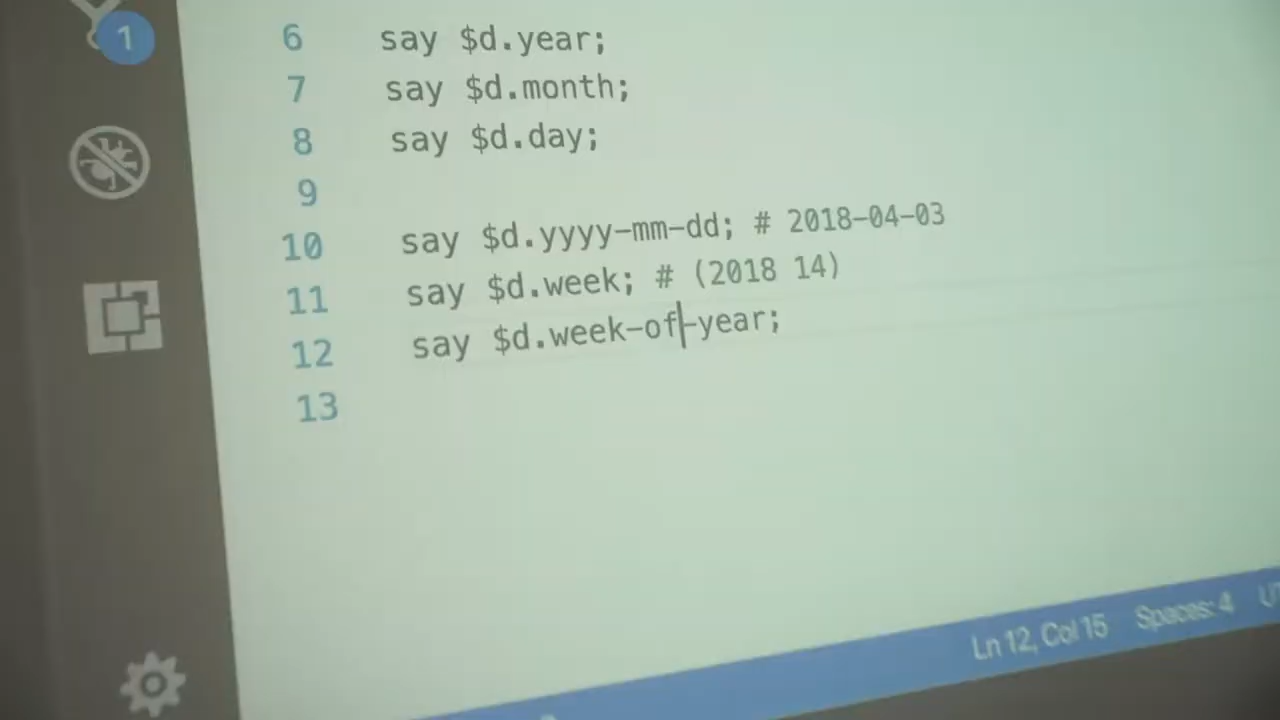 1
6 say $d.year;
7 say $d.month;
8 say $d.day;
9
10 say $d.yyyy-mm-dd; # 2018-04-03
11 say $d.week; # (2018 14)
12 say $d.week-of-year;
13
Ln 12, Col 15 Spaces: 4